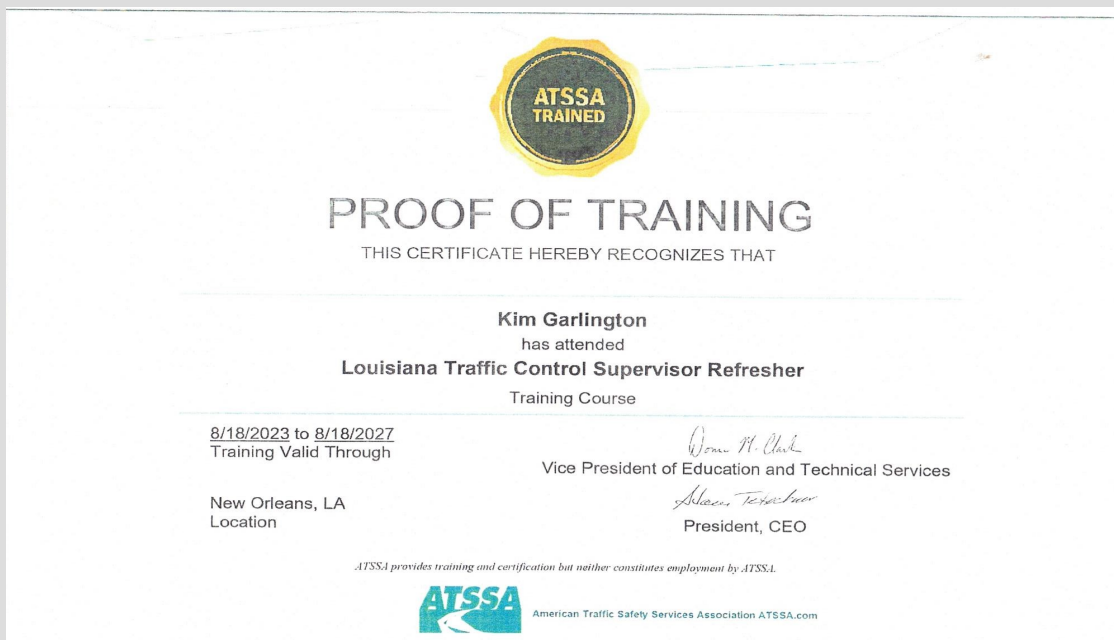 ATSSA
TRAINED
PROOF OF TRAINING
THIS CERTIFICATE HEREBY RECOGNIZES THAT
Kim Garlington
has attended
Louisiana Traffic Control Supervisor Refresher
Training Course
8/18/2023 to 8/18/2027
Training Valid Through
Vice President of Education and Technical Services
New Orleans, LA
Location
President, CEO
ATSSA provides training and certification but neither constitutes employment by ATSSA.
ATSSA
American Traffic Safety Services Association ATSSA.com